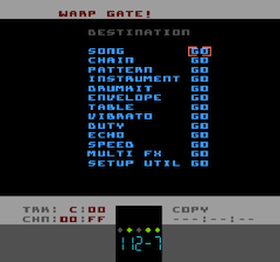 WARP GATE!
DESTINATION
SONG GO
CHAIN GO
PATTERN GO
INSTRUMENT GO
DRUMKIT GO
ENVELOPE GO
TABLE GO
VIBRATO GO
DUTY GO
ECHO GO
SPEED GO
MULTI FX GO
SETUP UTIL GO
TRK: C:00 COPY
CHN:00:FF ---:--:--
112-7